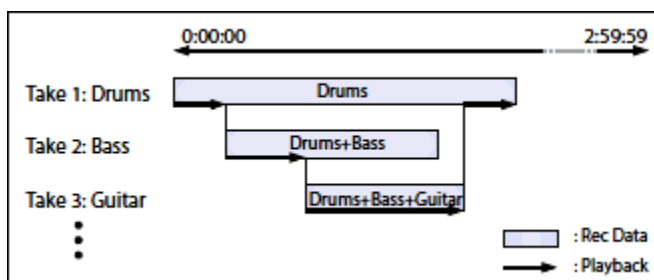 0:00:00 2:59:59
Take 1: Drums Drums
Take 2: Bass Drums+Bass
Take 3: Guitar Drums+Bass+Guitar
: Rec Data
: Playback